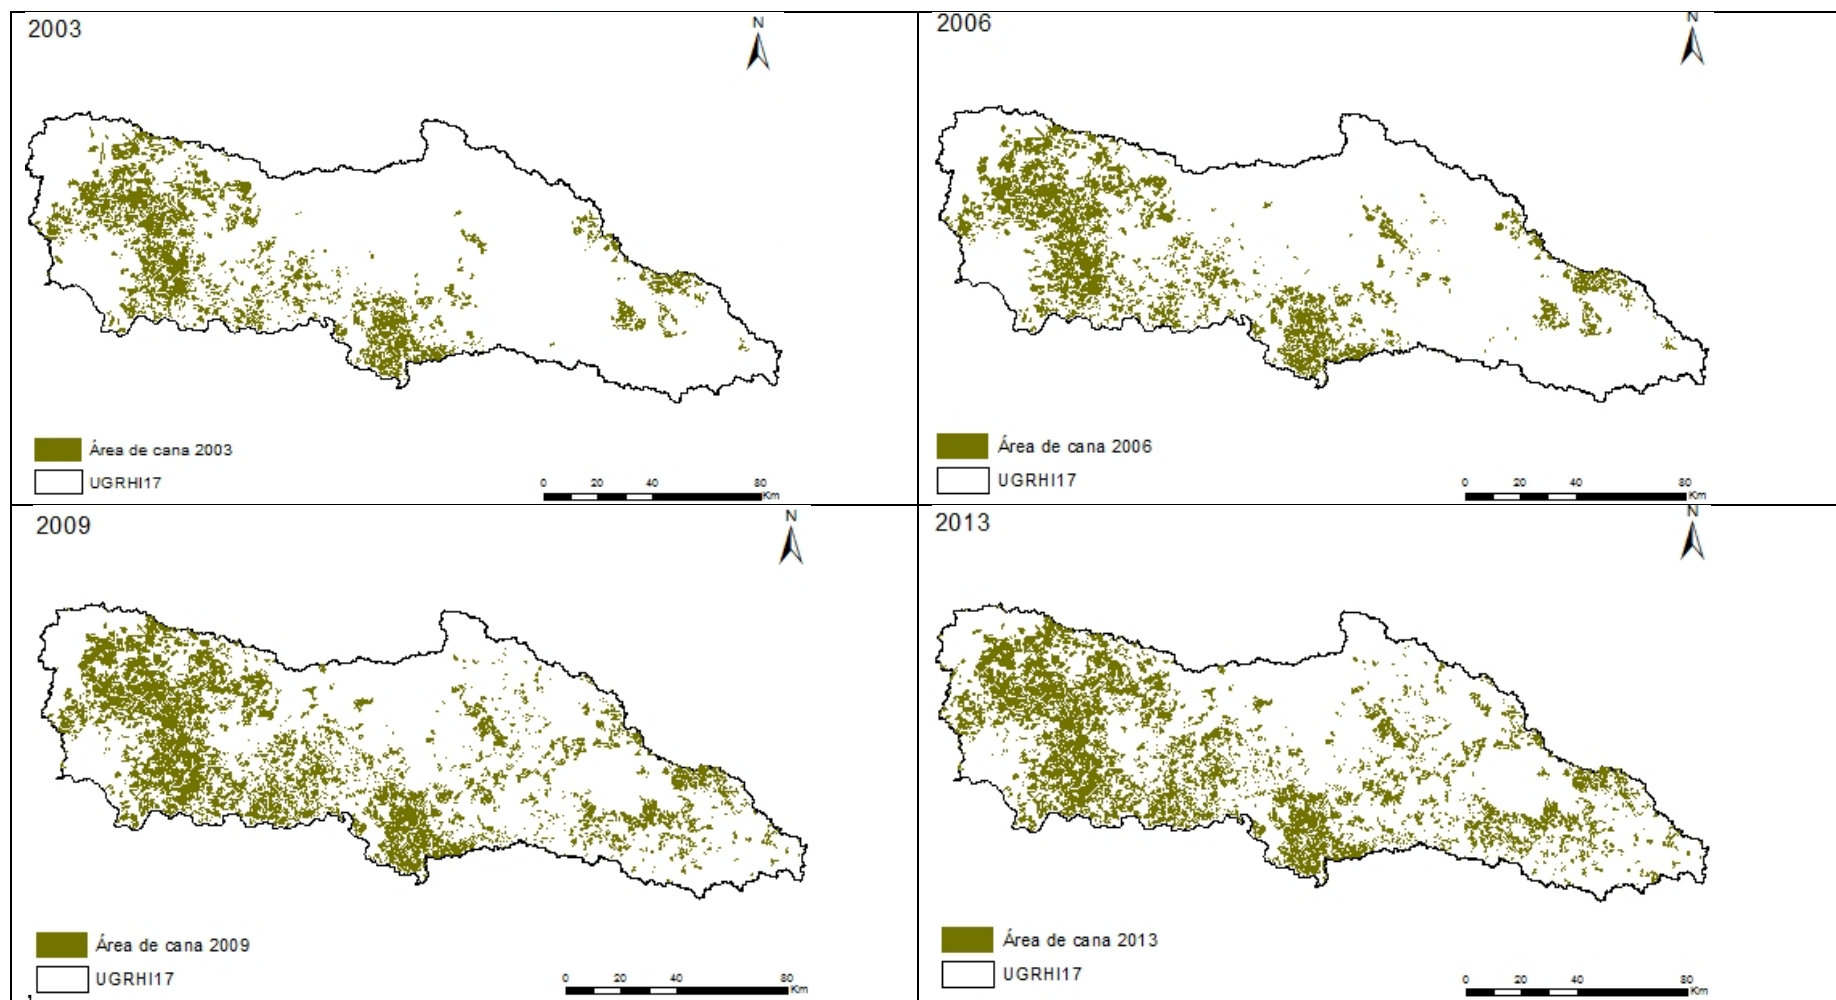 2003
N
Área de cana 2003
UGRHI17
0 20 40 80
Km
2006
N
Área de cana 2006
UGRHI17
0 20 40 80
Km
2009
N
Área de cana 2009
UGRHI17
0 20 40 80
Km
2013
N
Área de cana 2013
UGRHI17
0 20 40 80
Km